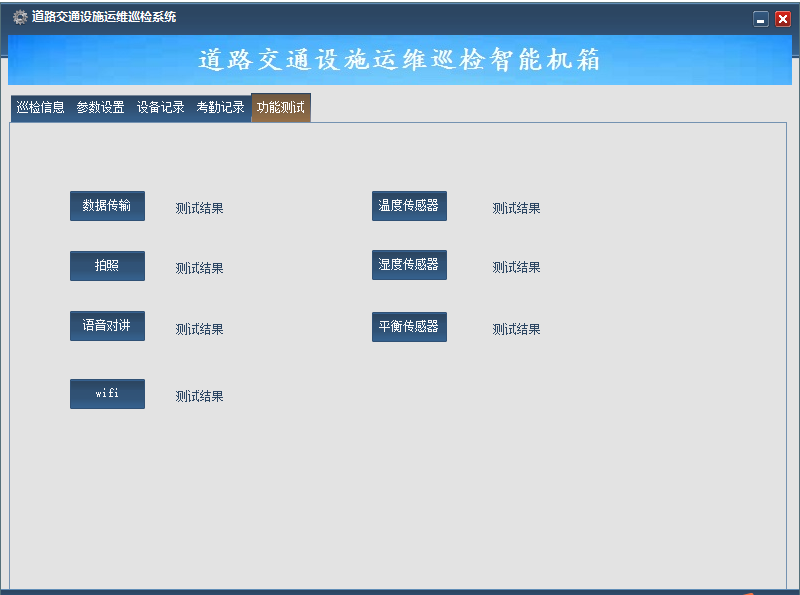 道路交通设施运维巡检系统
道路交通设施运维巡检智能机箱
巡检信息 参数设置 设备记录 考勤记录 功能测试
数据传输 测试结果 温度传感器 测试结果
拍照 测试结果 湿度传感器 测试结果
语音对讲 测试结果 平衡传感器 测试结果
wifi 测试结果